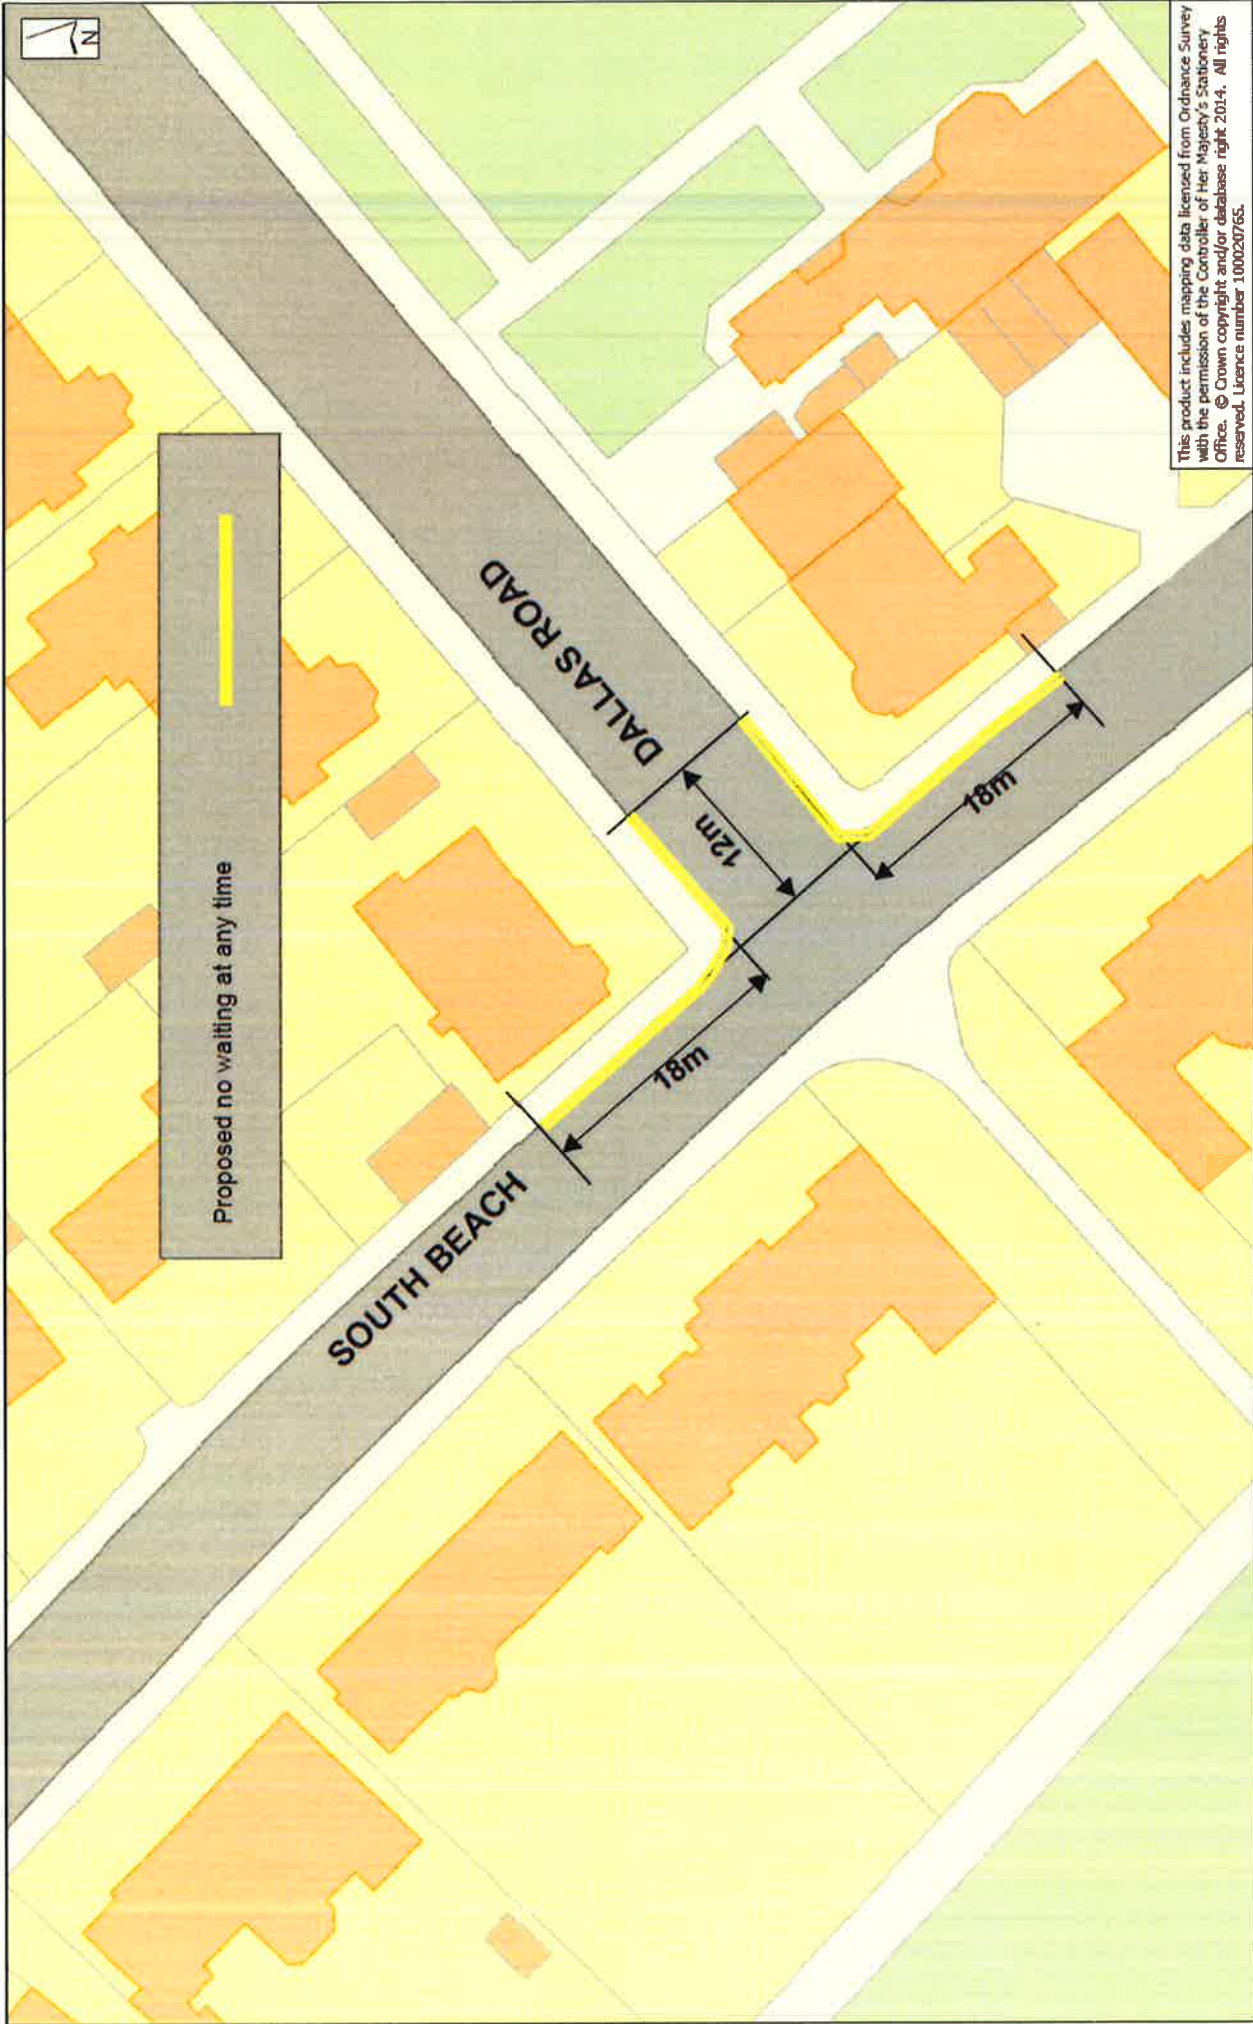 N
Proposed no waiting at any time
DALLAS ROAD
12m
18m
18m
SOUTH BEACH
This product includes mapping data licensed from Ordnance Survey
with the permission of the Controller of Her Majesty's Stationery
Office. © Crown copyright and/or database right 2014. All rights
reserved. Licence number 100020765.